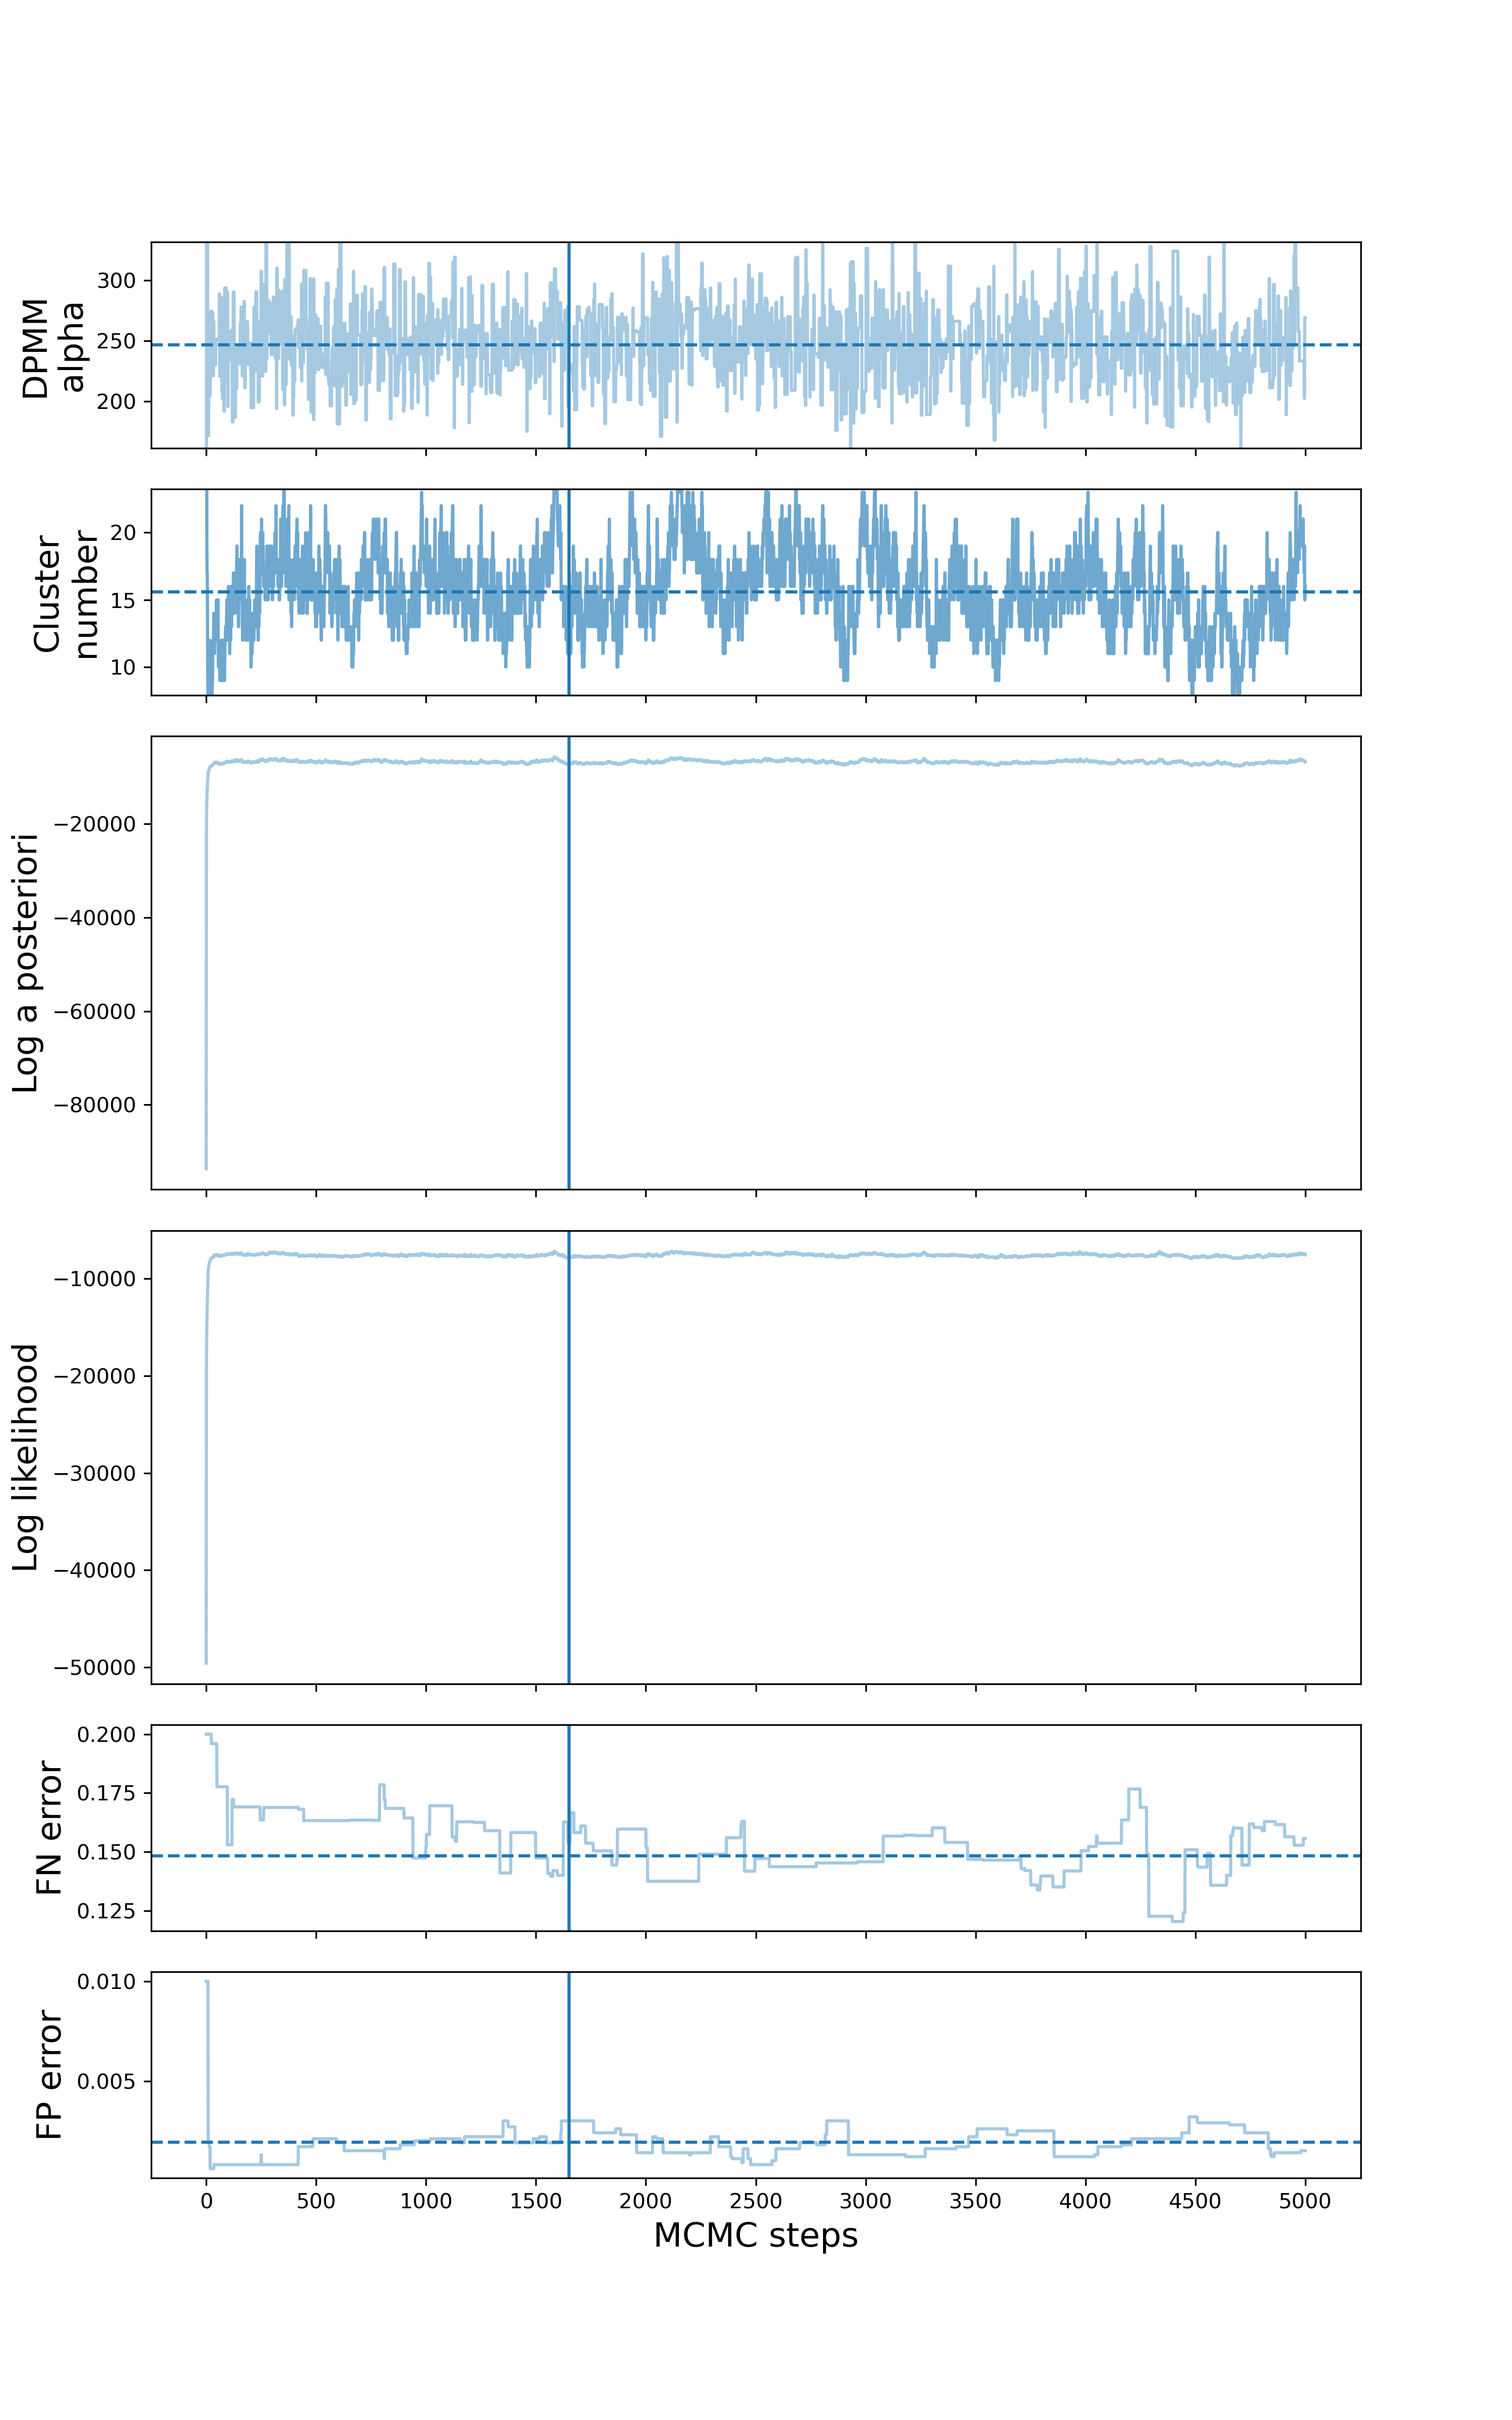 DPMM
alpha
300
250
200
Cluster
number
20
15
10
Log a posteriori
−20000
−40000
−60000
−80000
Log likelihood
−10000
−20000
−30000
−40000
−50000
FN error
0.200
0.175
0.150
0.125
FP error
0.010
0.005
0 500 1000 1500 2000 2500 3000 3500 4000 4500 5000
MCMC steps